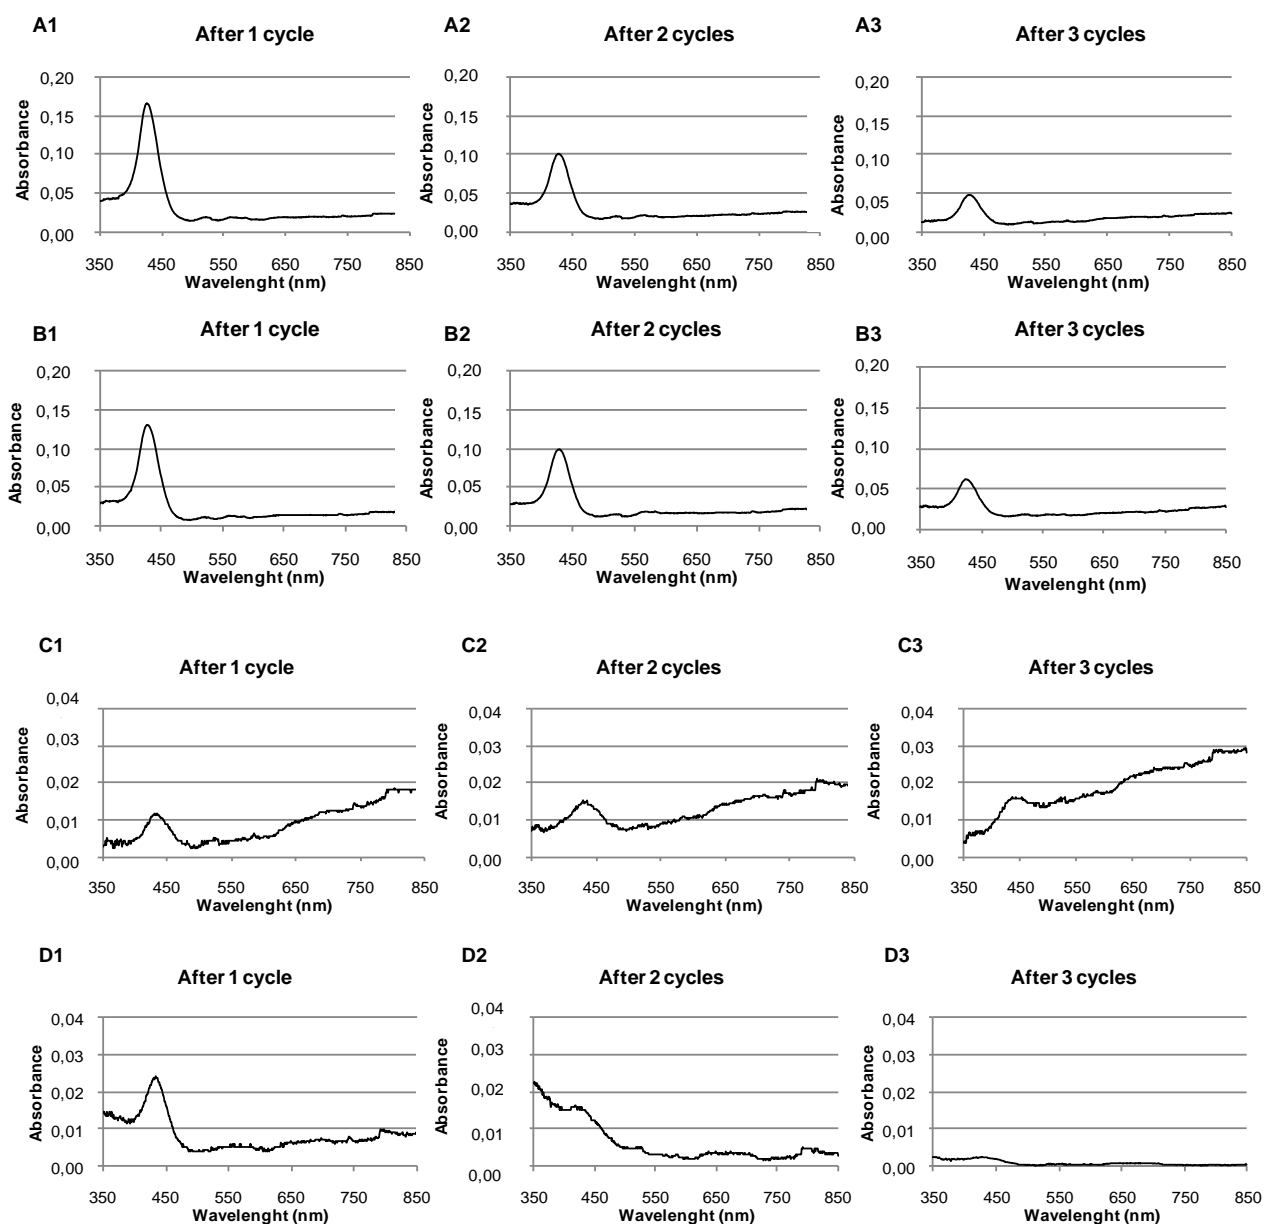 A1
After 1 cycle
Absorbance
0,20
0,15
0,10
0,05
0,00
350 450 550 650 750 850
Wavelenght (nm)
A2
After 2 cycles
Absorbance
0,20
0,15
0,10
0,05
0,00
350 450 550 650 750 850
Wavelenght (nm)
A3
After 3 cycles
Absorbance
0,20
0,15
0,10
0,05
0,00
350 450 550 650 750 850
Wavelenght (nm)
B1
After 1 cycle
Absorbance
0,20
0,15
0,10
0,05
0,00
350 450 550 650 750 850
Wavelenght (nm)
B2
After 2 cycles
Absorbance
0,20
0,15
0,10
0,05
0,00
350 450 550 650 750 850
Wavelenght (nm)
B3
After 3 cycles
Absorbance
0,20
0,15
0,10
0,05
0,00
350 450 550 650 750 850
Wavelenght (nm)
C1
After 1 cycle
Absorbance
0,04
0,03
0,02
0,01
0,00
350 450 550 650 750 850
Wavelenght (nm)
C2
After 2 cycles
Absorbance
0,04
0,03
0,02
0,01
0,00
350 450 550 650 750 850
Wavelenght (nm)
C3
After 3 cycles
Absorbance
0,04
0,03
0,02
0,01
0,00
350 450 550 650 750 850
Wavelenght (nm)
D1
After 1 cycle
Absorbance
0,04
0,03
0,02
0,01
0,00
350 450 550 650 750 850
Wavelenght (nm)
D2
After 2 cycles
Absorbance
0,04
0,03
0,02
0,01
0,00
350 450 550 650 750 850
Wavelenght (nm)
D3
After 3 cycles
Absorbance
0,04
0,03
0,02
0,01
0,00
350 450 550 650 750 850
Wavelenght (nm)